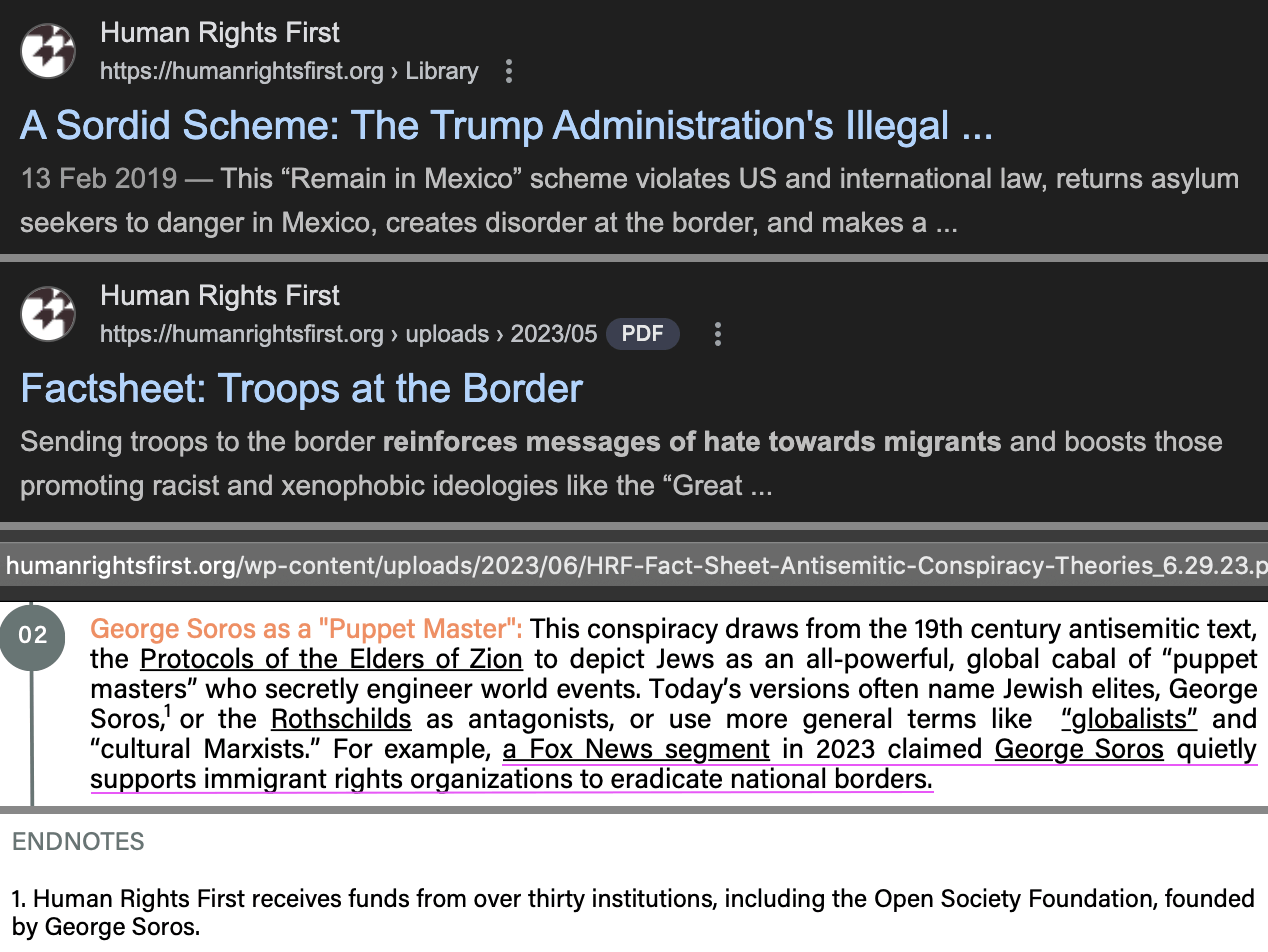 Human Rights First
https://humanrightsfirst.org › Library
A Sordid Scheme: The Trump Administration's Illegal ...
13 Feb 2019 — This “Remain in Mexico” scheme violates US and international law, returns asylum
seekers to danger in Mexico, creates disorder at the border, and makes a ...
Human Rights First
https://humanrightsfirst.org › uploads › 2023/05 PDF
Factsheet: Troops at the Border
Sending troops to the border reinforces messages of hate towards migrants and boosts those
promoting racist and xenophobic ideologies like the “Great ...
humanrightsfirst.org/wp-content/uploads/2023/06/HRF-Fact-Sheet-Antisemitic-Conspiracy-Theories_6.29.23.p
02
George Soros as a "Puppet Master": This conspiracy draws from the 19th century antisemitic text,
the Protocols of the Elders of Zion to depict Jews as an all-powerful, global cabal of “puppet
masters” who secretly engineer world events. Today’s versions often name Jewish elites, George
Soros,¹ or the Rothschilds as antagonists, or use more general terms like “globalists” and
“cultural Marxists.” For example, a Fox News segment in 2023 claimed George Soros quietly
supports immigrant rights organizations to eradicate national borders.
ENDNOTES
1. Human Rights First receives funds from over thirty institutions, including the Open Society Foundation, founded
by George Soros.